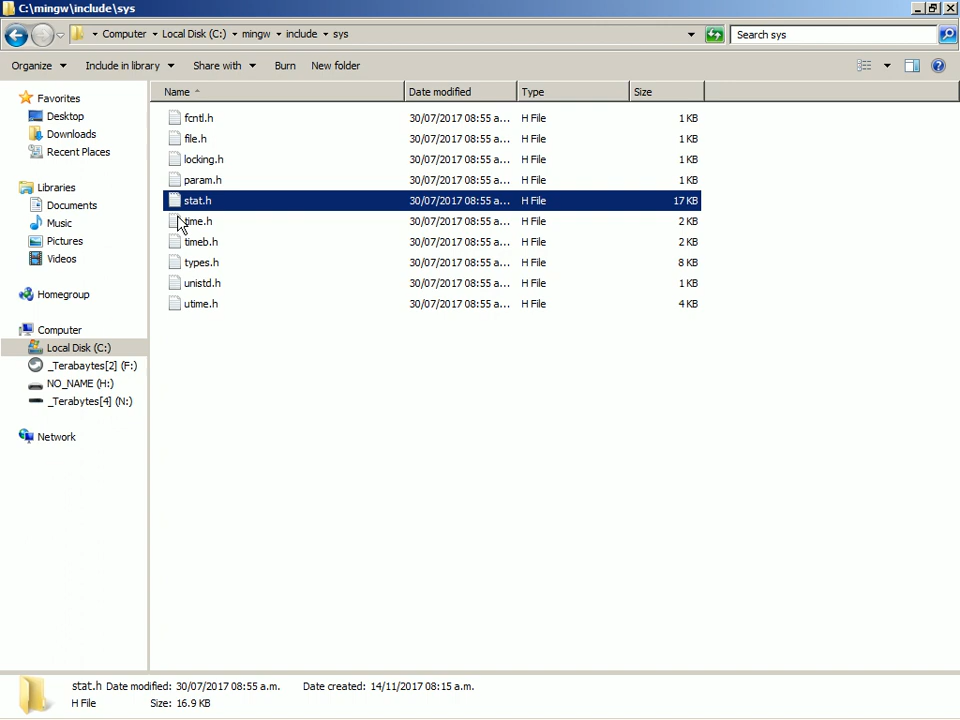 C:\mingw\include\sys
Computer Local Disk (C:) mingw include sys
Search sys
Organize Include in library Share with Burn New folder
Name Date modified Type Size
Favorites
Desktop
Downloads
Recent Places
Libraries
Documents
Music
Pictures
Videos
Homegroup
Computer
Local Disk (C:)
_Terabaytes[2] (F:)
NO_NAME (H:)
_Terabytes[4] (N:)
Network
fcntl.h 30/07/2017 08:55 a... H File 1 KB
file.h 30/07/2017 08:55 a... H File 1 KB
locking.h 30/07/2017 08:55 a... H File 1 KB
param.h 30/07/2017 08:55 a... H File 1 KB
stat.h 30/07/2017 08:55 a... H File 17 KB
time.h 30/07/2017 08:55 a... H File 2 KB
timeb.h 30/07/2017 08:55 a... H File 2 KB
types.h 30/07/2017 08:55 a... H File 8 KB
unistd.h 30/07/2017 08:55 a... H File 1 KB
utime.h 30/07/2017 08:55 a... H File 4 KB
stat.h Date modified: 30/07/2017 08:55 a.m. Date created: 14/11/2017 08:15 a.m.
H File Size: 16.9 KB